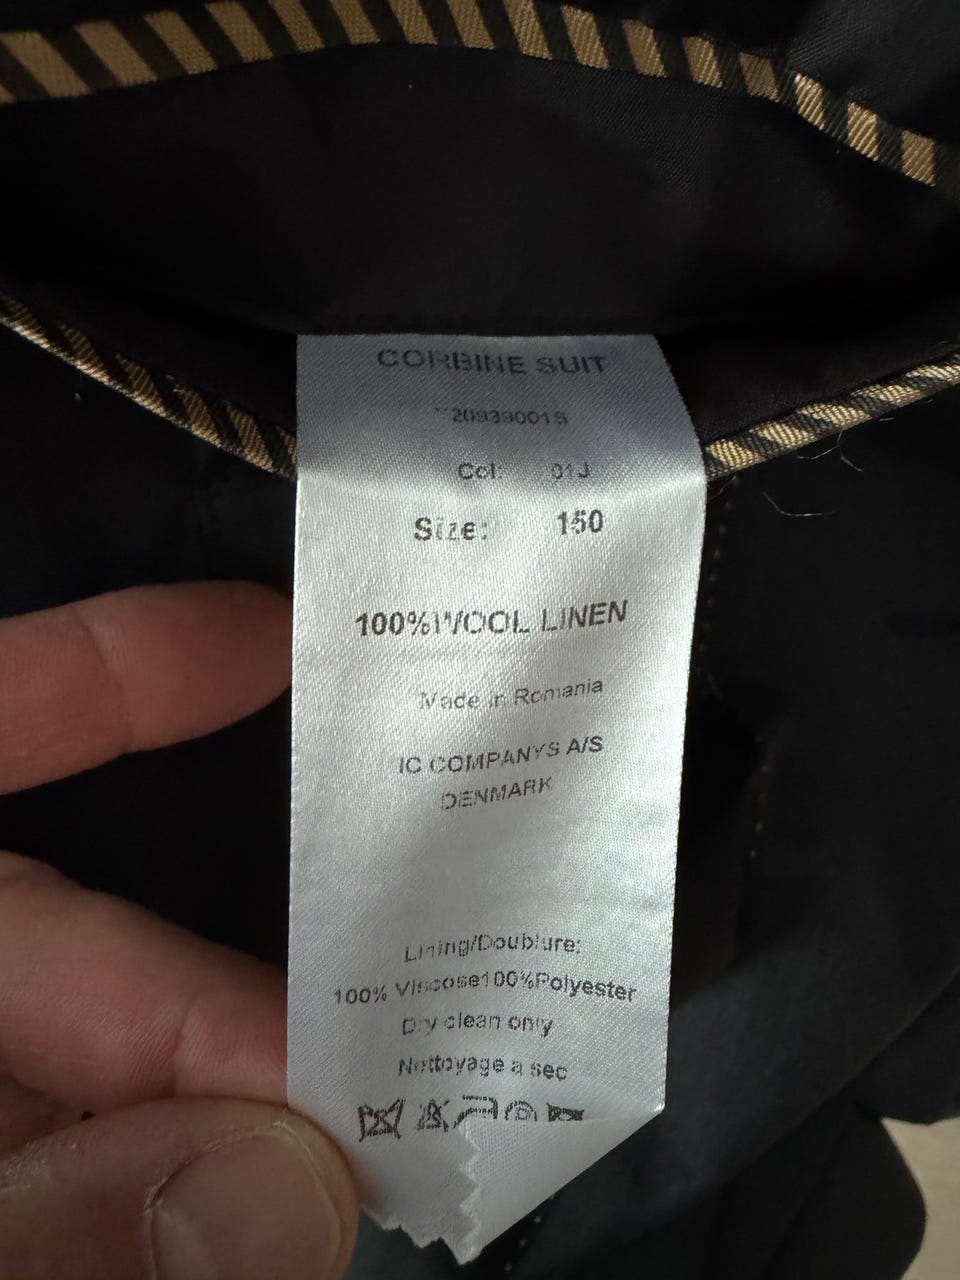 CORBINE SUIT
20939001S
Col: 01J
Size: 150
100%WOOL LINEN
Made in Romania
IC COMPANYS A/S
DENMARK
Lining/Doublure:
100% Viscose100%Polyester
Dry clean only
Nettoyage a sec